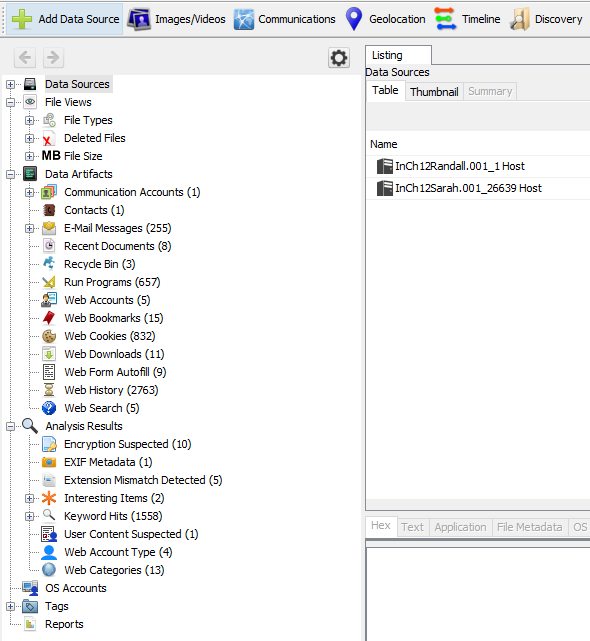 Add Data Source Images/Videos Communications Geolocation Timeline Discovery
Listing
Data Sources
Table Thumbnail Summary
Name
InCh12Randall.001_1 Host
InCh12Sarah.001_26639 Host
Hex Text Application File Metadata OS
Data Sources
File Views
File Types
Deleted Files
MB File Size
Data Artifacts
Communication Accounts (1)
Contacts (1)
E-Mail Messages (255)
Recent Documents (8)
Recycle Bin (3)
Run Programs (657)
Web Accounts (5)
Web Bookmarks (15)
Web Cookies (832)
Web Downloads (11)
Web Form Autofill (9)
Web History (2763)
Web Search (5)
Analysis Results
Encryption Suspected (10)
EXIF Metadata (1)
Extension Mismatch Detected (5)
Interesting Items (2)
Keyword Hits (1558)
User Content Suspected (1)
Web Account Type (4)
Web Categories (13)
OS Accounts
Tags
Reports